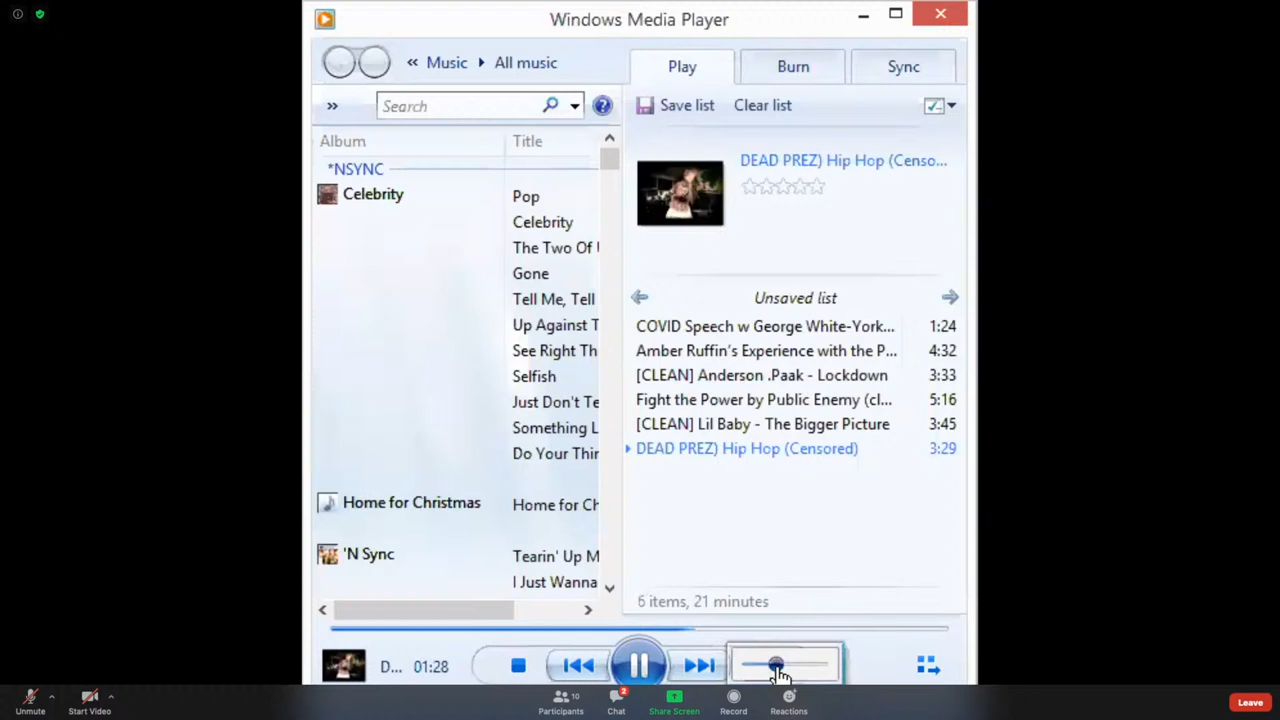 Windows Media Player
« Music All music
Play Burn Sync
» Search
Save list Clear list
Album Title
DEAD PREZ) Hip Hop (Censo...
*NSYNC
Celebrity Pop
Celebrity
The Two Of
Gone
Tell Me, Tell
Up Against T
See Right Th
Selfish
Just Don't Te
Something L
Do Your Thin
Home for Christmas Home for Ch
'N Sync Tearin' Up M
I Just Wanna
Unsaved list
COVID Speech w George White-York... 1:24
Amber Ruffin's Experience with the P... 4:32
[CLEAN] Anderson .Paak - Lockdown 3:33
Fight the Power by Public Enemy (cl... 5:16
[CLEAN] Lil Baby - The Bigger Picture 3:45
DEAD PREZ) Hip Hop (Censored) 3:29
6 items, 21 minutes
D... 01:28
Unmute Start Video Participants 10 Chat 2 Share Screen Record Reactions Leave